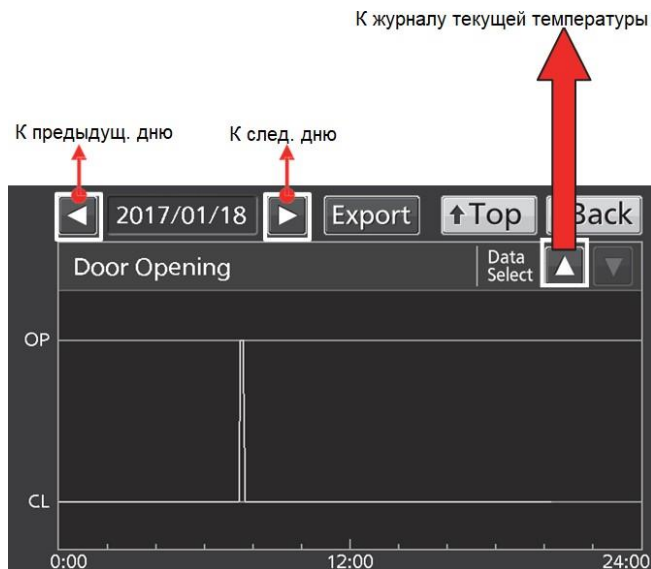 К журналу текущей температуры
К предыдущ. дню
К след. дню
2017/01/18
Export
Top
Back
Door Opening
Data
Select
OP
CL
0:00
12:00
24:00